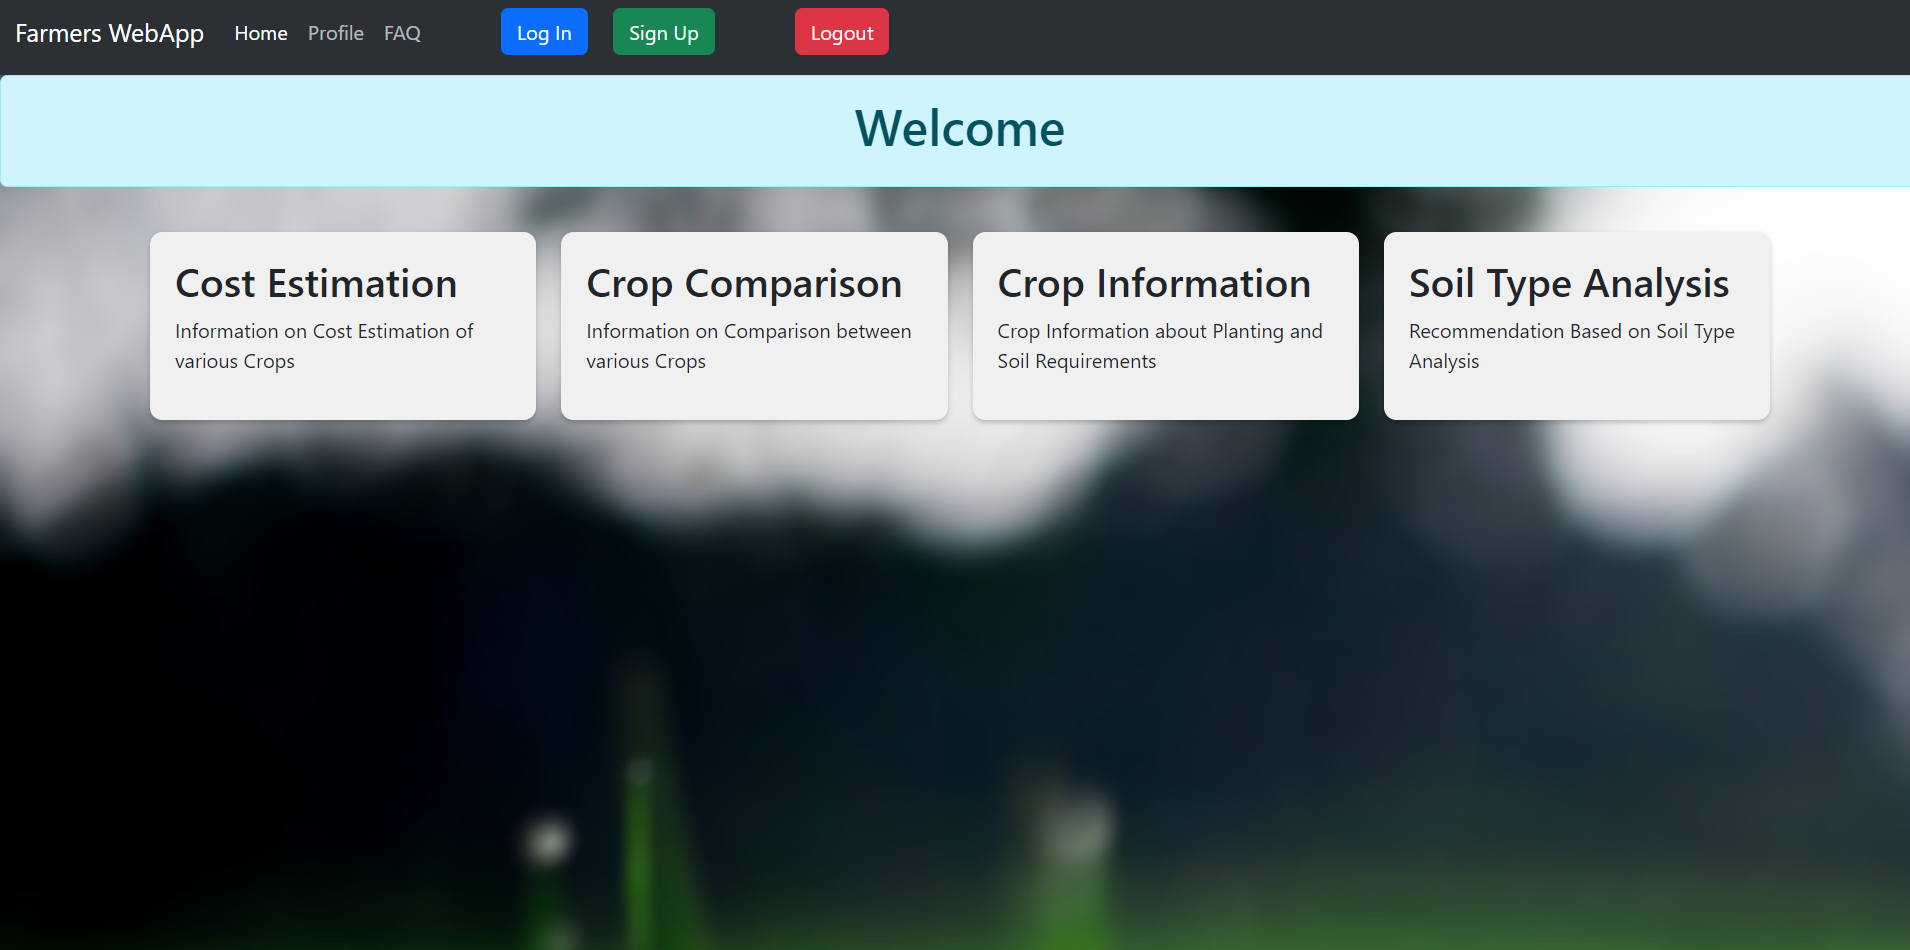 Farmers WebApp Home Profile FAQ Log In Sign Up Logout
Welcome
Cost Estimation
Information on Cost Estimation of
various Crops
Crop Comparison
Information on Comparison between
various Crops
Crop Information
Crop Information about Planting and
Soil Requirements
Soil Type Analysis
Recommendation Based on Soil Type
Analysis